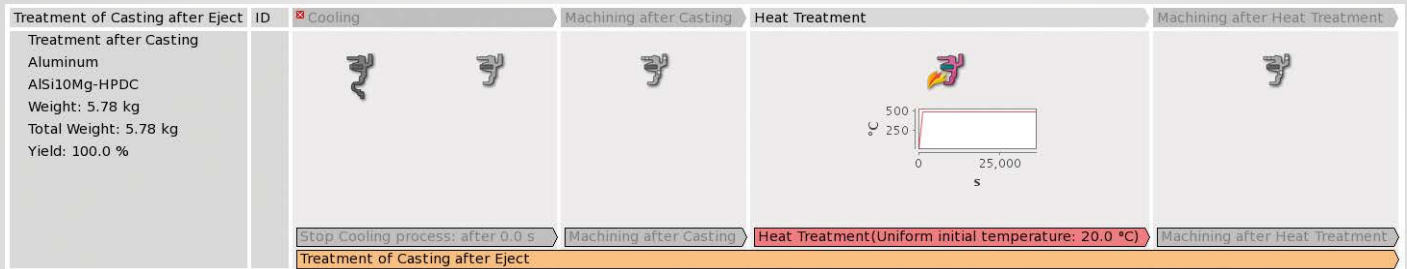 Treatment of Casting after Eject
ID
Cooling
Machining after Casting
Heat Treatment
Machining after Heat Treatment
Treatment after Casting
Aluminum
AlSi10Mg-HPDC
Weight: 5.78 kg
Total Weight: 5.78 kg
Yield: 100.0 %
500
250
°C
0
25,000
s
Stop Cooling process: after 0.0 s
Machining after Casting
Heat Treatment(Uniform initial temperature: 20.0 °C)
Machining after Heat Treatment
Treatment of Casting after Eject